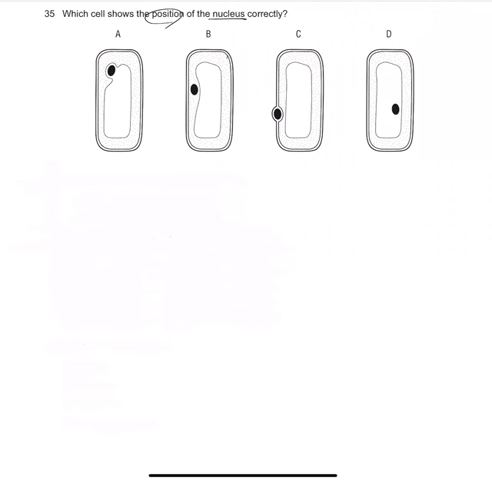 35 Which cell shows the position of the nucleus correctly?
A B C D